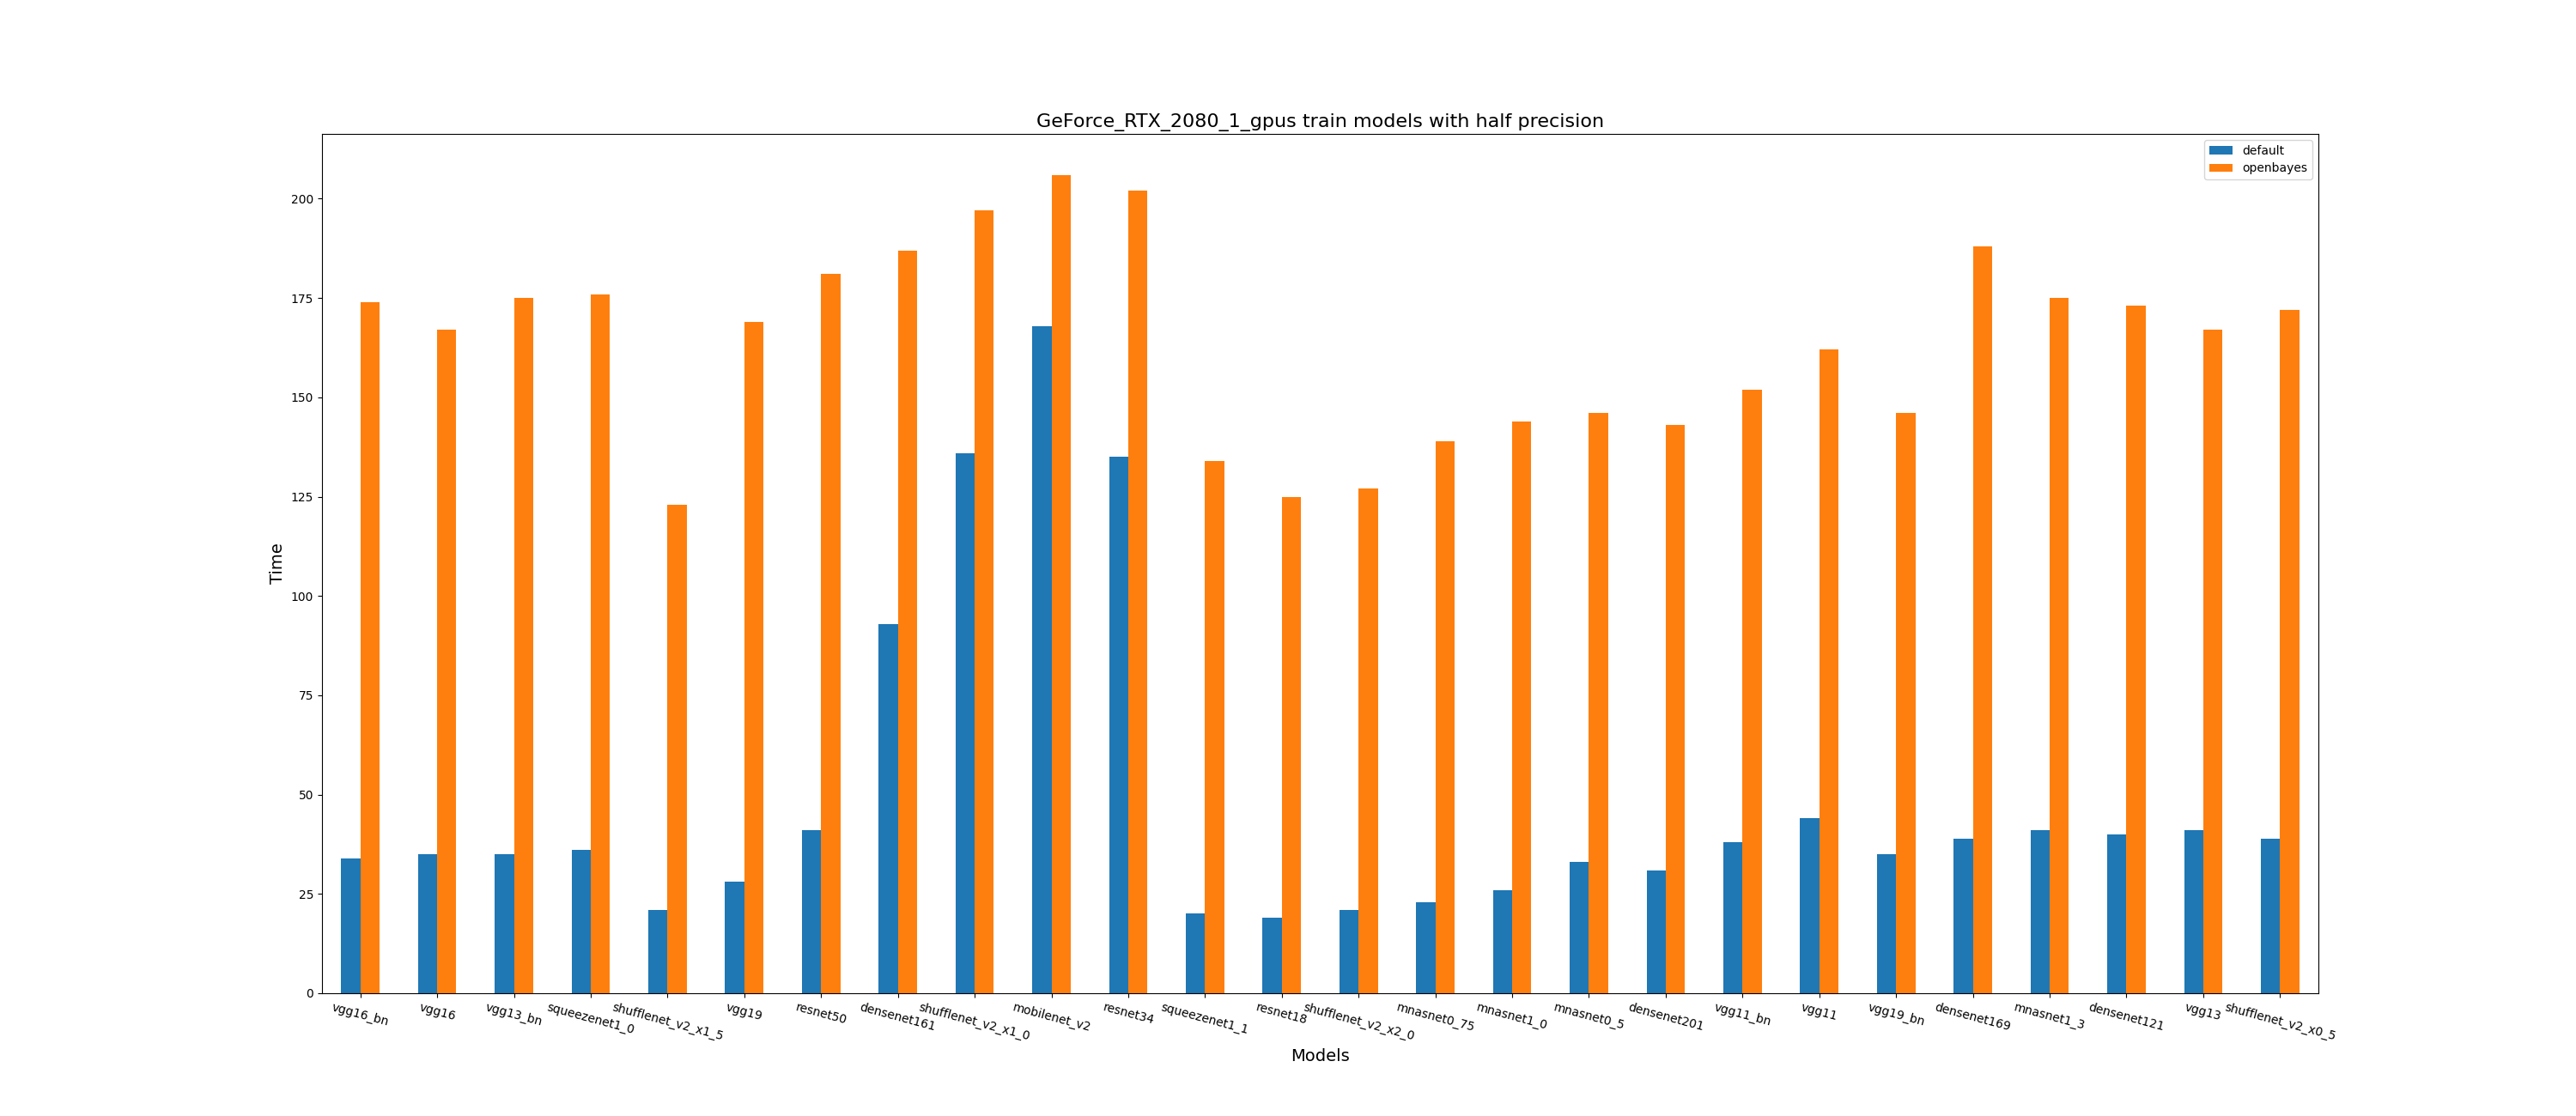 GeForce_RTX_2080_1_gpus train models with half precision
default
openbayes
200
175
150
125
100
75
50
25
0
Time
vgg16_bn
vgg16
vgg13_bn
squeezenet1_0
shufflenet_v2_x1_5
vgg19
resnet50
densenet161
shufflenet_v2_x1_0
mobilenet_v2
resnet34
squeezenet1_1
resnet18
shufflenet_v2_x2_0
mnasnet0_75
mnasnet1_0
mnasnet0_5
densenet201
vgg11_bn
vgg11
vgg19_bn
densenet169
mnasnet1_3
densenet121
vgg13
shufflenet_v2_x0_5
Models